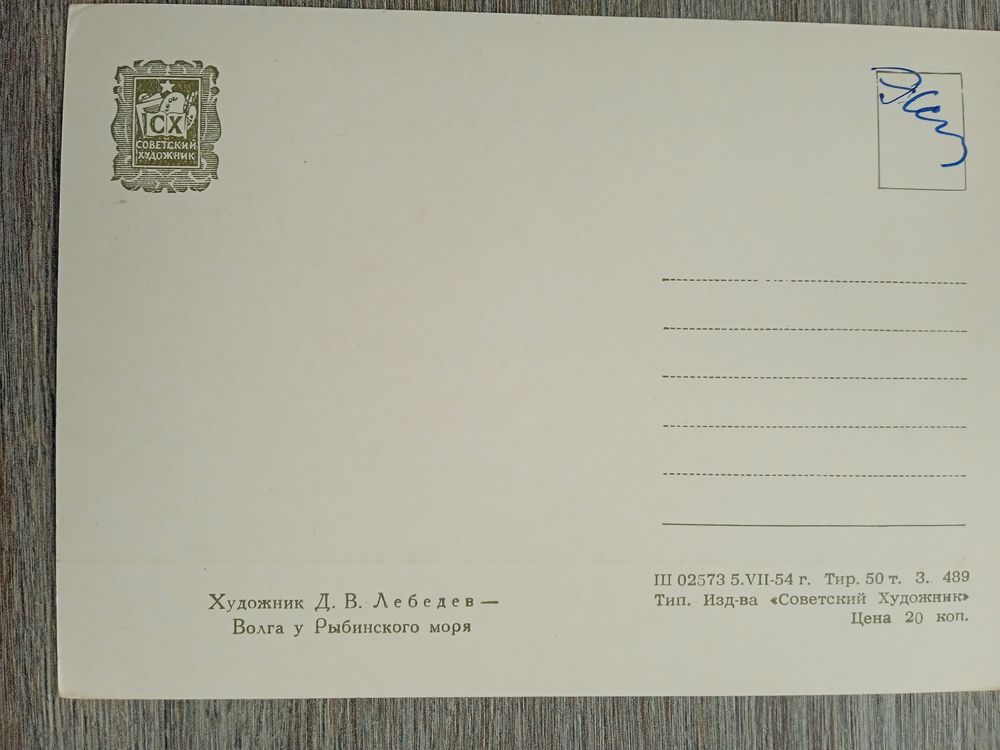 СХ
СОВЕТСКИЙ
ХУДОЖНИК
Художник Д. В. Лебедев —
Волга у Рыбинского моря
Ш 02573 5.VII-54 г. Тир. 50 т. З. 489
Тип. Изд-ва «Советский Художник»
Цена 20 коп.